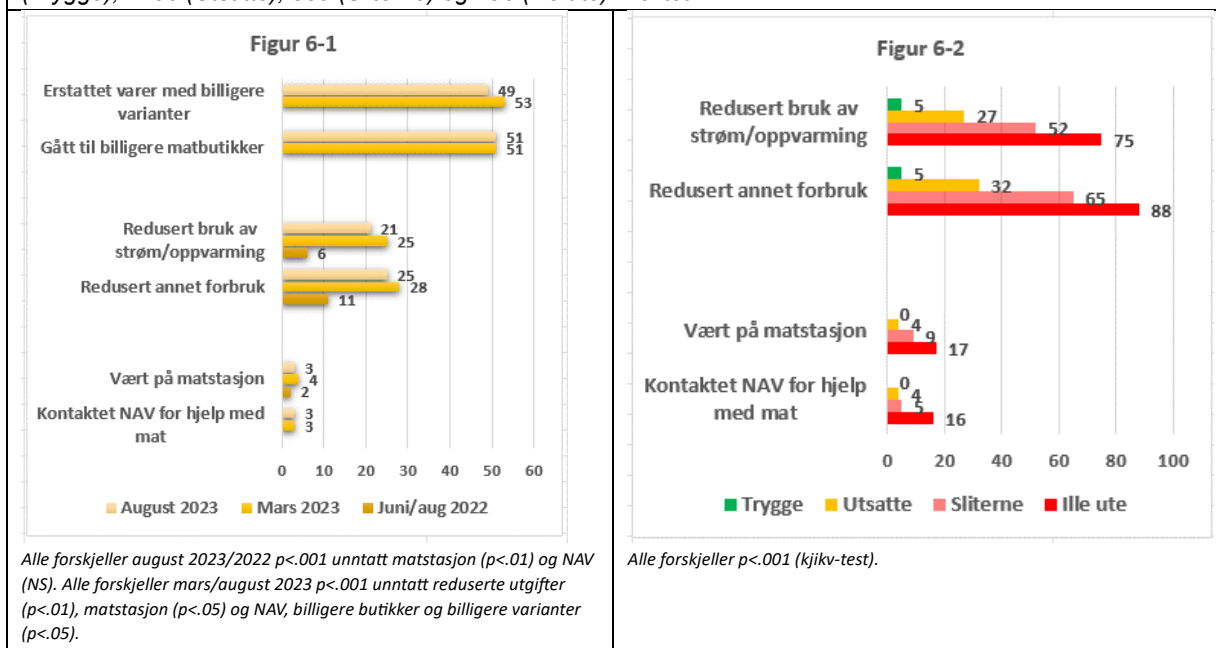 Figur 6-1
Erstattet varer med billigere
varianter
49
53
Gått til billigere matbutikker
51
51
Redusert bruk av
strøm/oppvarming
21
25
6
Redusert annet forbruk
25
28
11
Vært på matstasjon
3
4
2
Kontaktet NAV for hjelp med
mat
3
3
0 10 20 30 40 50 60
August 2023 Mars 2023 Juni/aug 2022
Alle forskjeller august 2023/2022 p<.001 unntatt matstasjon (p<.01) og NAV
(NS). Alle forskjeller mars/august 2023 p<.001 unntatt reduserte utgifter
(p<.01), matstasjon (p<.05) og NAV, billigere butikker og billigere varianter
(p<.05).
Figur 6-2
Redusert bruk av
strøm/oppvarming
5
27
52
75
Redusert annet forbruk
5
32
65
88
Vært på matstasjon
0
4
9
17
Kontaktet NAV for hjelp
med mat
0
4
5
16
0 20 40 60 80 100
Trygge Utsatte Sliterne Ille ute
Alle forskjeller p<.001 (kjikv-test).